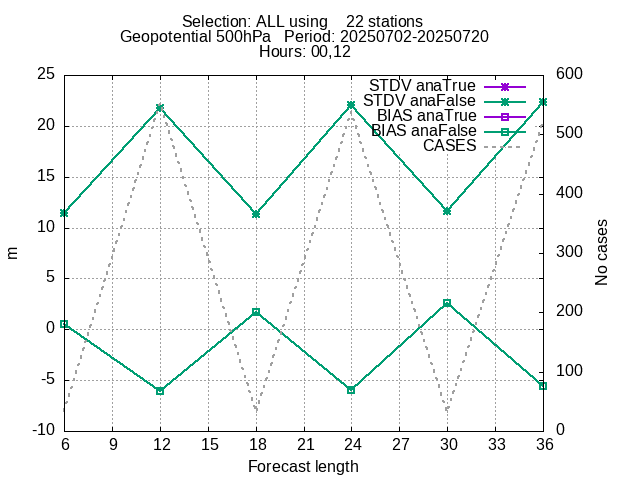 Selection: ALL using    22 stations
Geopotential 500hPa   Period: 20250702-20250720
Hours: 00,12
25
20
15
10
5
0
-5
-10
m
600
500
400
300
200
100
0
No cases
STDV anaTrue
STDV anaFalse
BIAS anaTrue
BIAS anaFalse
CASES
6 9 12 15 18 21 24 27 30 33 36
Forecast length